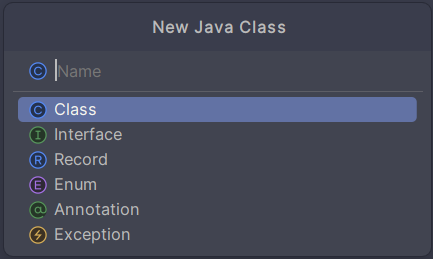 New Java Class
C Name
C Class
I Interface
R Record
E Enum
@ Annotation
Exception